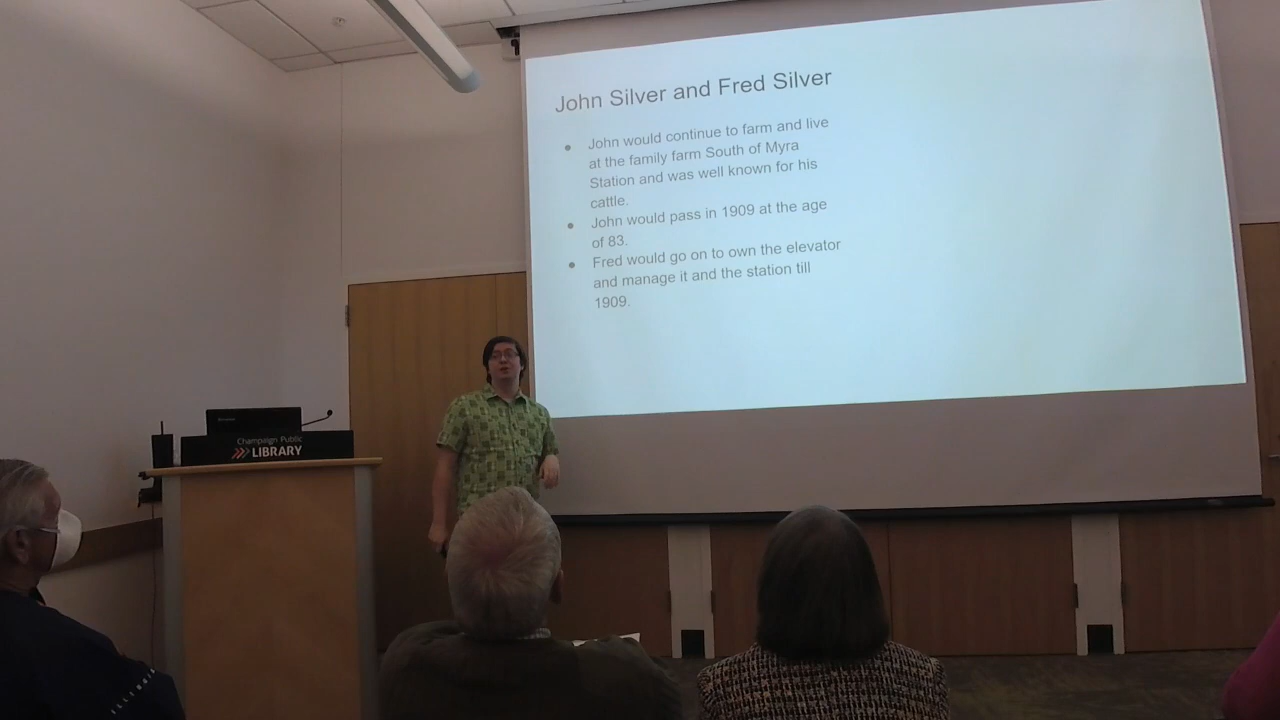 John Silver and Fred Silver
● John would continue to farm and live
at the family farm South of Myra
Station and was well known for his
cattle.
● John would pass in 1909 at the age
of 83.
● Fred would go on to own the elevator
and manage it and the station till
1909.
Champaign Public
LIBRARY
ILLINOIS